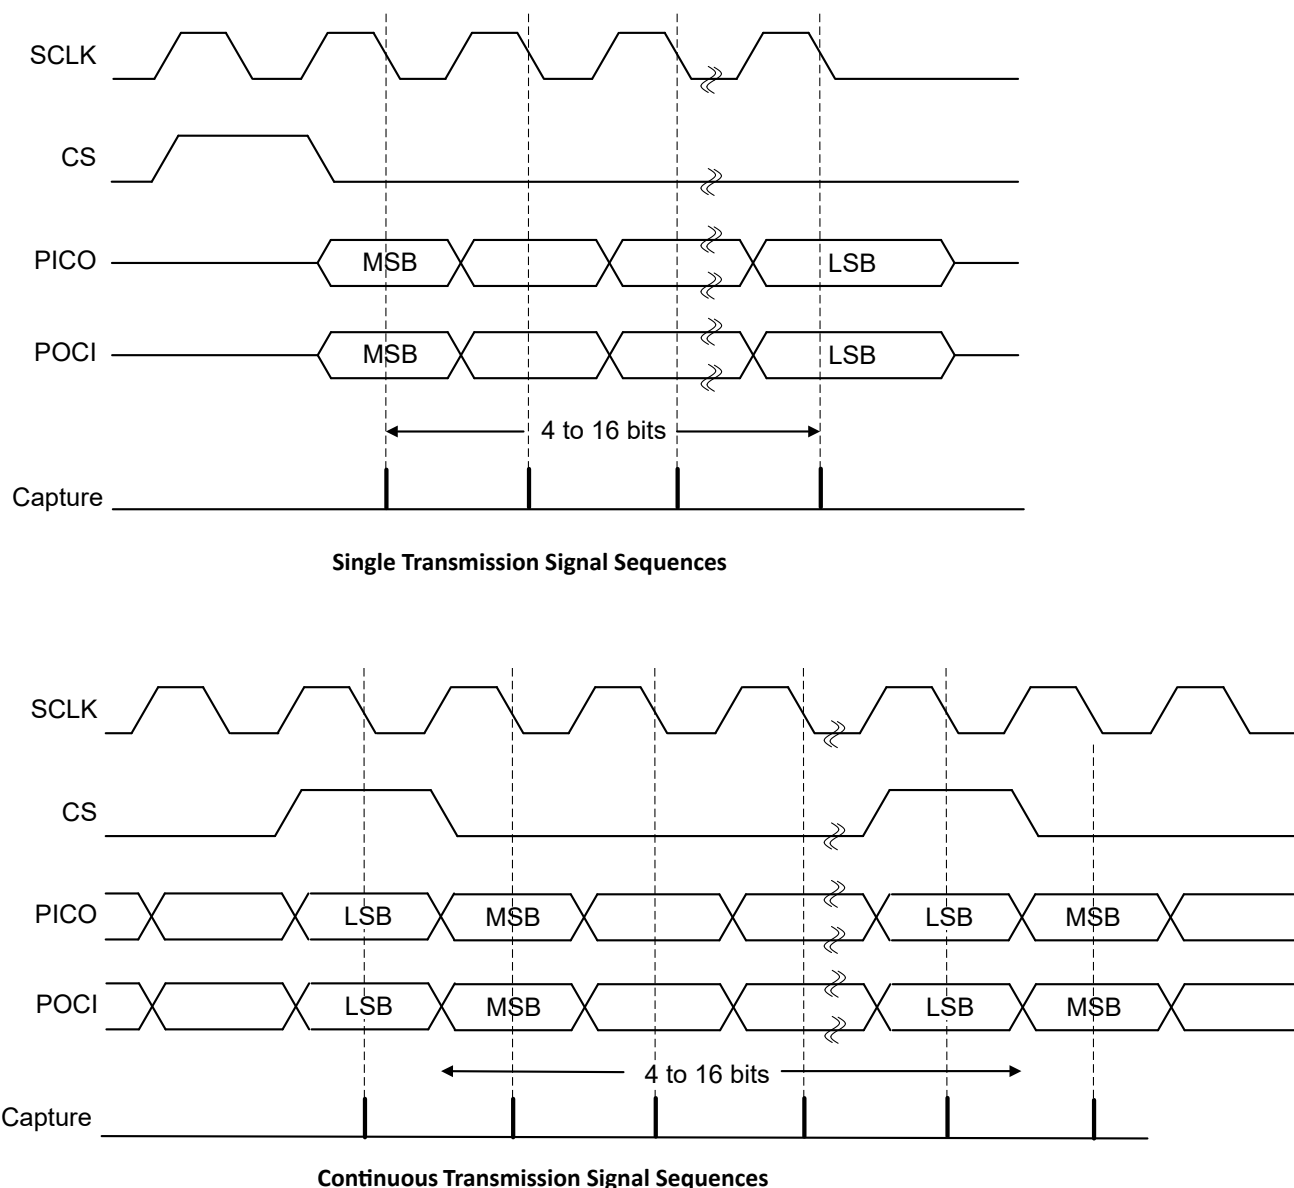 SCLK
CS
PICO MSB LSB
POCI MSB LSB
4 to 16 bits
Capture
Single Transmission Signal Sequences
SCLK
CS
PICO LSB MSB LSB MSB
POCI LSB MSB LSB MSB
4 to 16 bits
Capture
Continuous Transmission Signal Sequences